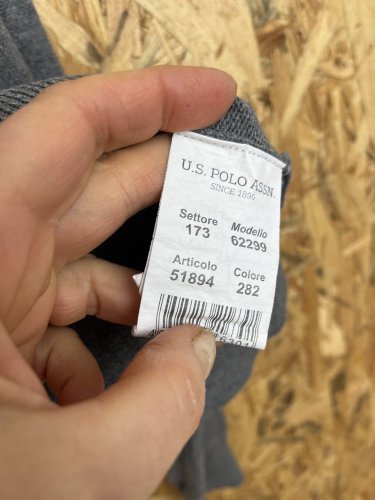 U.S. POLO ASSN.
SINCE 1890
Settore Modello
173 62299
Articolo Colore
51894 282